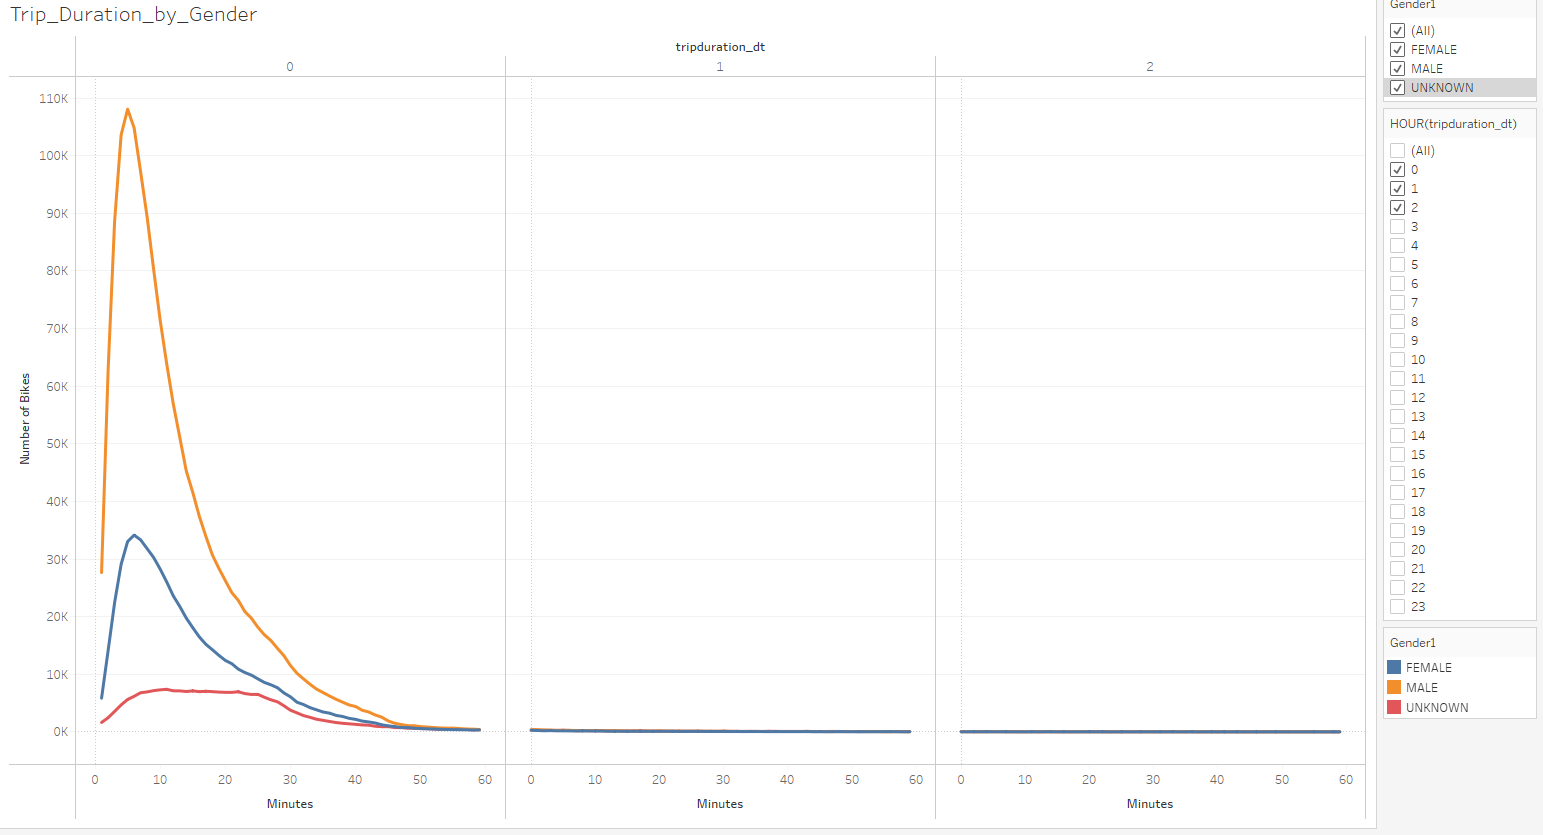 Trip_Duration_by_Gender
tripduration_dt
0 1 2
110K
100K
90K
80K
70K
60K
50K
40K
30K
20K
10K
0K
Number of Bikes
0 10 20 30 40 50 60 0 10 20 30 40 50 60 0 10 20 30 40 50 60
Minutes Minutes Minutes
Gender1
(All)
FEMALE
MALE
UNKNOWN
HOUR(tripduration_dt)
(All)
0
1
2
3
4
5
6
7
8
9
10
11
12
13
14
15
16
17
18
19
20
21
22
23
Gender1
FEMALE
MALE
UNKNOWN